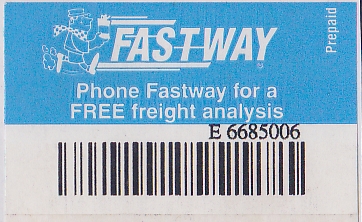 FASTWAY
Prepaid
Phone Fastway for a
FREE freight analysis
E 6685006